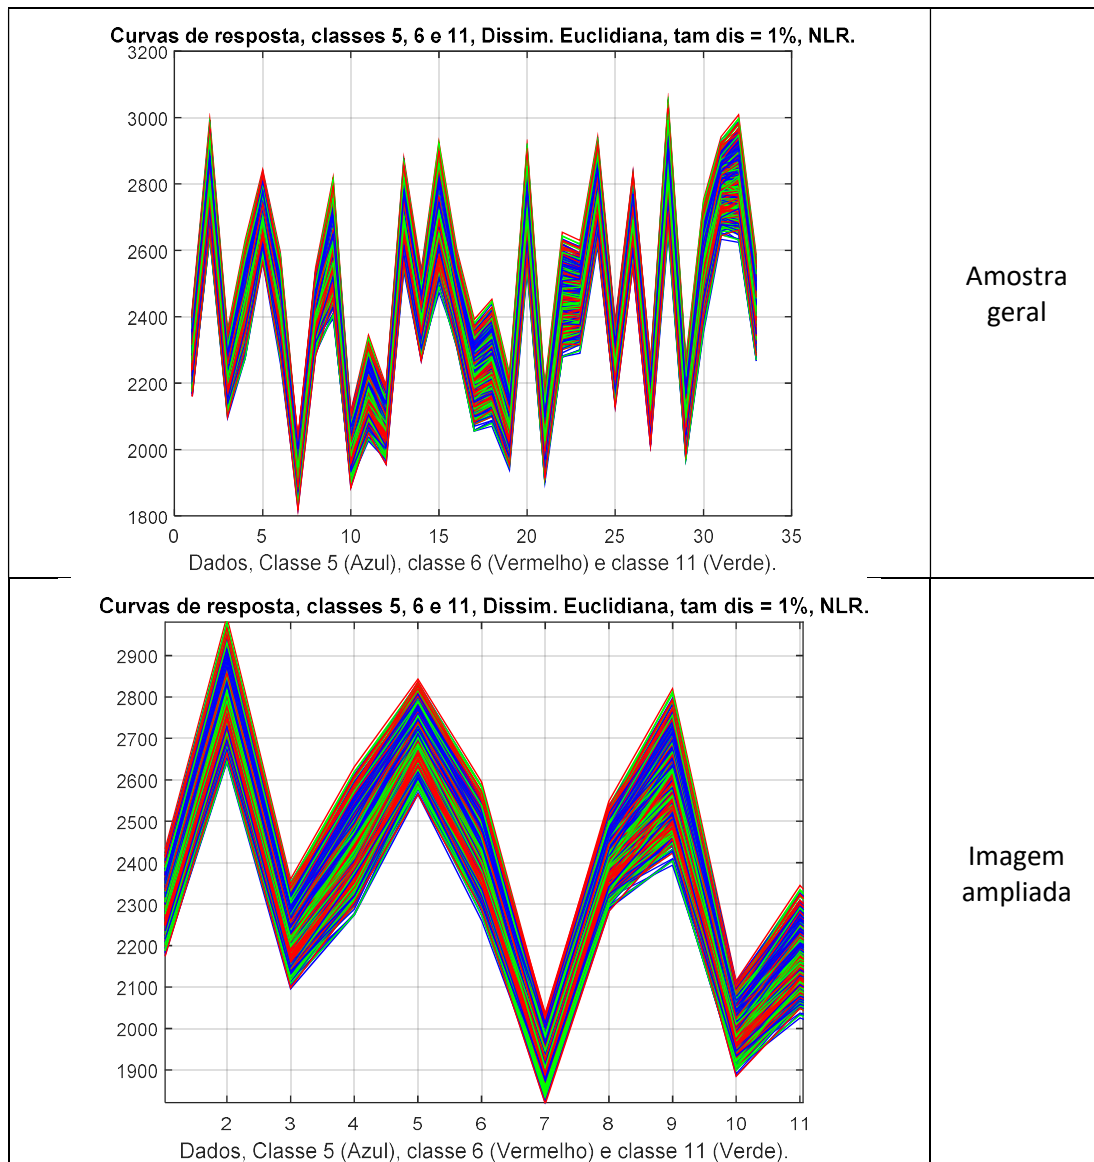 Curvas de resposta, classes 5, 6 e 11, Dissim. Euclidiana, tam dis = 1%, NLR.
3200
3000
2800
2600
2400
2200
2000
1800
0 5 10 15 20 25 30 35
Dados, Classe 5 (Azul), classe 6 (Vermelho) e classe 11 (Verde).
Amostra
geral
Curvas de resposta, classes 5, 6 e 11, Dissim. Euclidiana, tam dis = 1%, NLR.
2900
2800
2700
2600
2500
2400
2300
2200
2100
2000
1900
2 3 4 5 6 7 8 9 10 11
Dados, Classe 5 (Azul), classe 6 (Vermelho) e classe 11 (Verde).
Imagem
ampliada